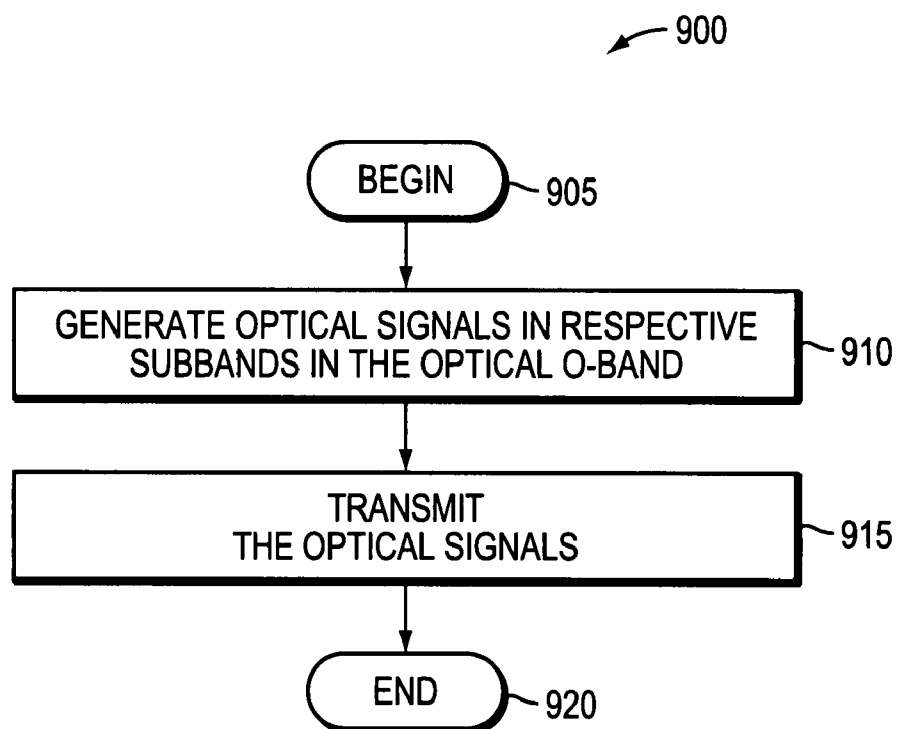 900
BEGIN
905
GENERATE OPTICAL SIGNALS IN RESPECTIVE
SUBBANDS IN THE OPTICAL O-BAND
910
TRANSMIT
THE OPTICAL SIGNALS
915
END
920